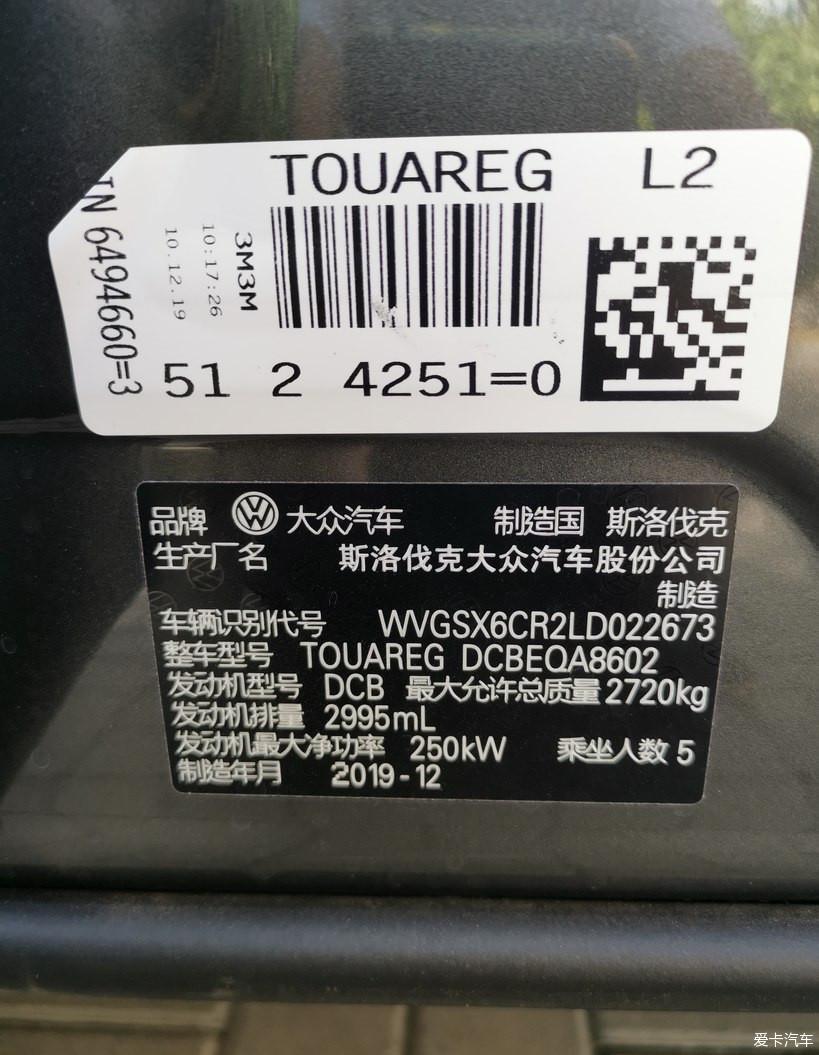 TOUAREG L2
IN 6494660=3
10.12.19
10:17:26
3M3M
51 2 4251=0
品牌 大众汽车 制造国 斯洛伐克
生产厂名 斯洛伐克大众汽车股份公司
制造
车辆识别代号 WVGSX6CR2LD022673
整车型号 TOUAREG DCBEQA8602
发动机型号 DCB 最大允许总质量 2720kg
发动机排量 2995mL
发动机最大净功率 250kW 乘坐人数 5
制造年月 2019-12
爱卡汽车